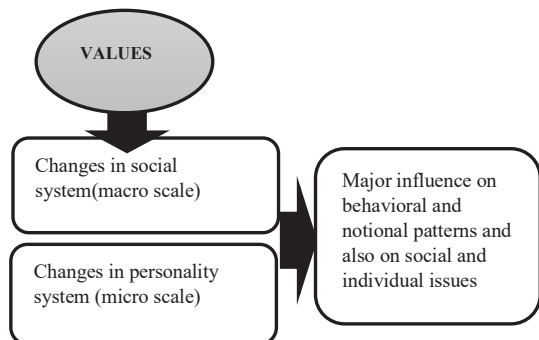 VALUES
Changes in social
system(macro scale)
Changes in personality
system (micro scale)
Major influence on
behavioral and
notional patterns and
also on social and
individual issues